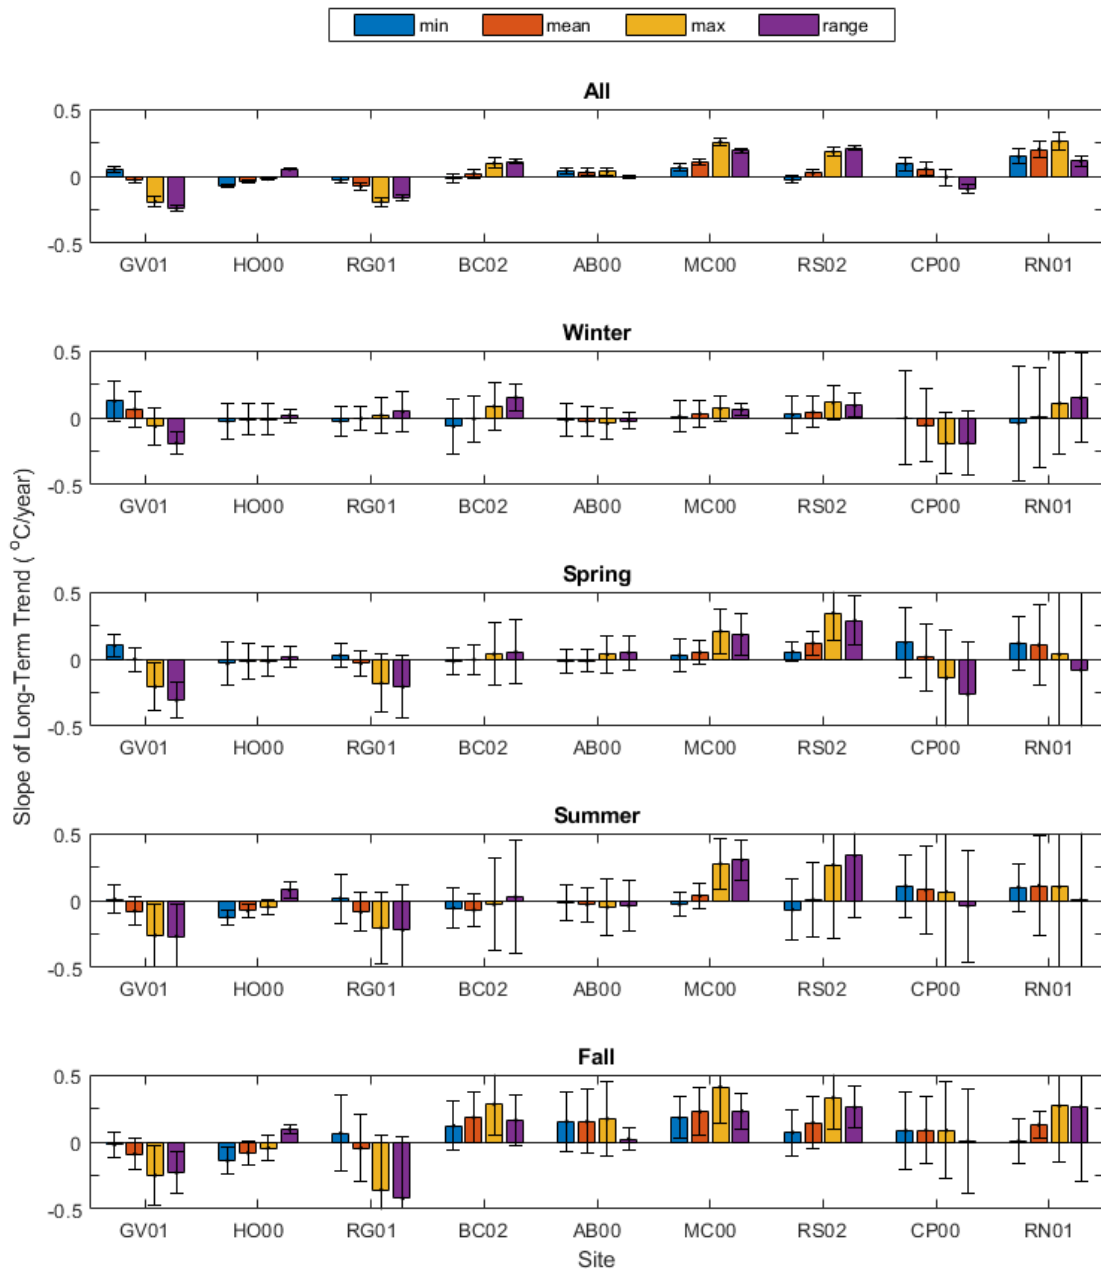 min mean max range
All
0.5
0
-0.5
GV01 HO00 RG01 BC02 AB00 MC00 RS02 CP00 RN01
Winter
0.5
0
-0.5
GV01 HO00 RG01 BC02 AB00 MC00 RS02 CP00 RN01
Spring
0.5
0
-0.5
GV01 HO00 RG01 BC02 AB00 MC00 RS02 CP00 RN01
Summer
0.5
0
-0.5
GV01 HO00 RG01 BC02 AB00 MC00 RS02 CP00 RN01
Fall
0.5
0
-0.5
GV01 HO00 RG01 BC02 AB00 MC00 RS02 CP00 RN01
Site
Slope of Long-Term Trend ( °C/year)